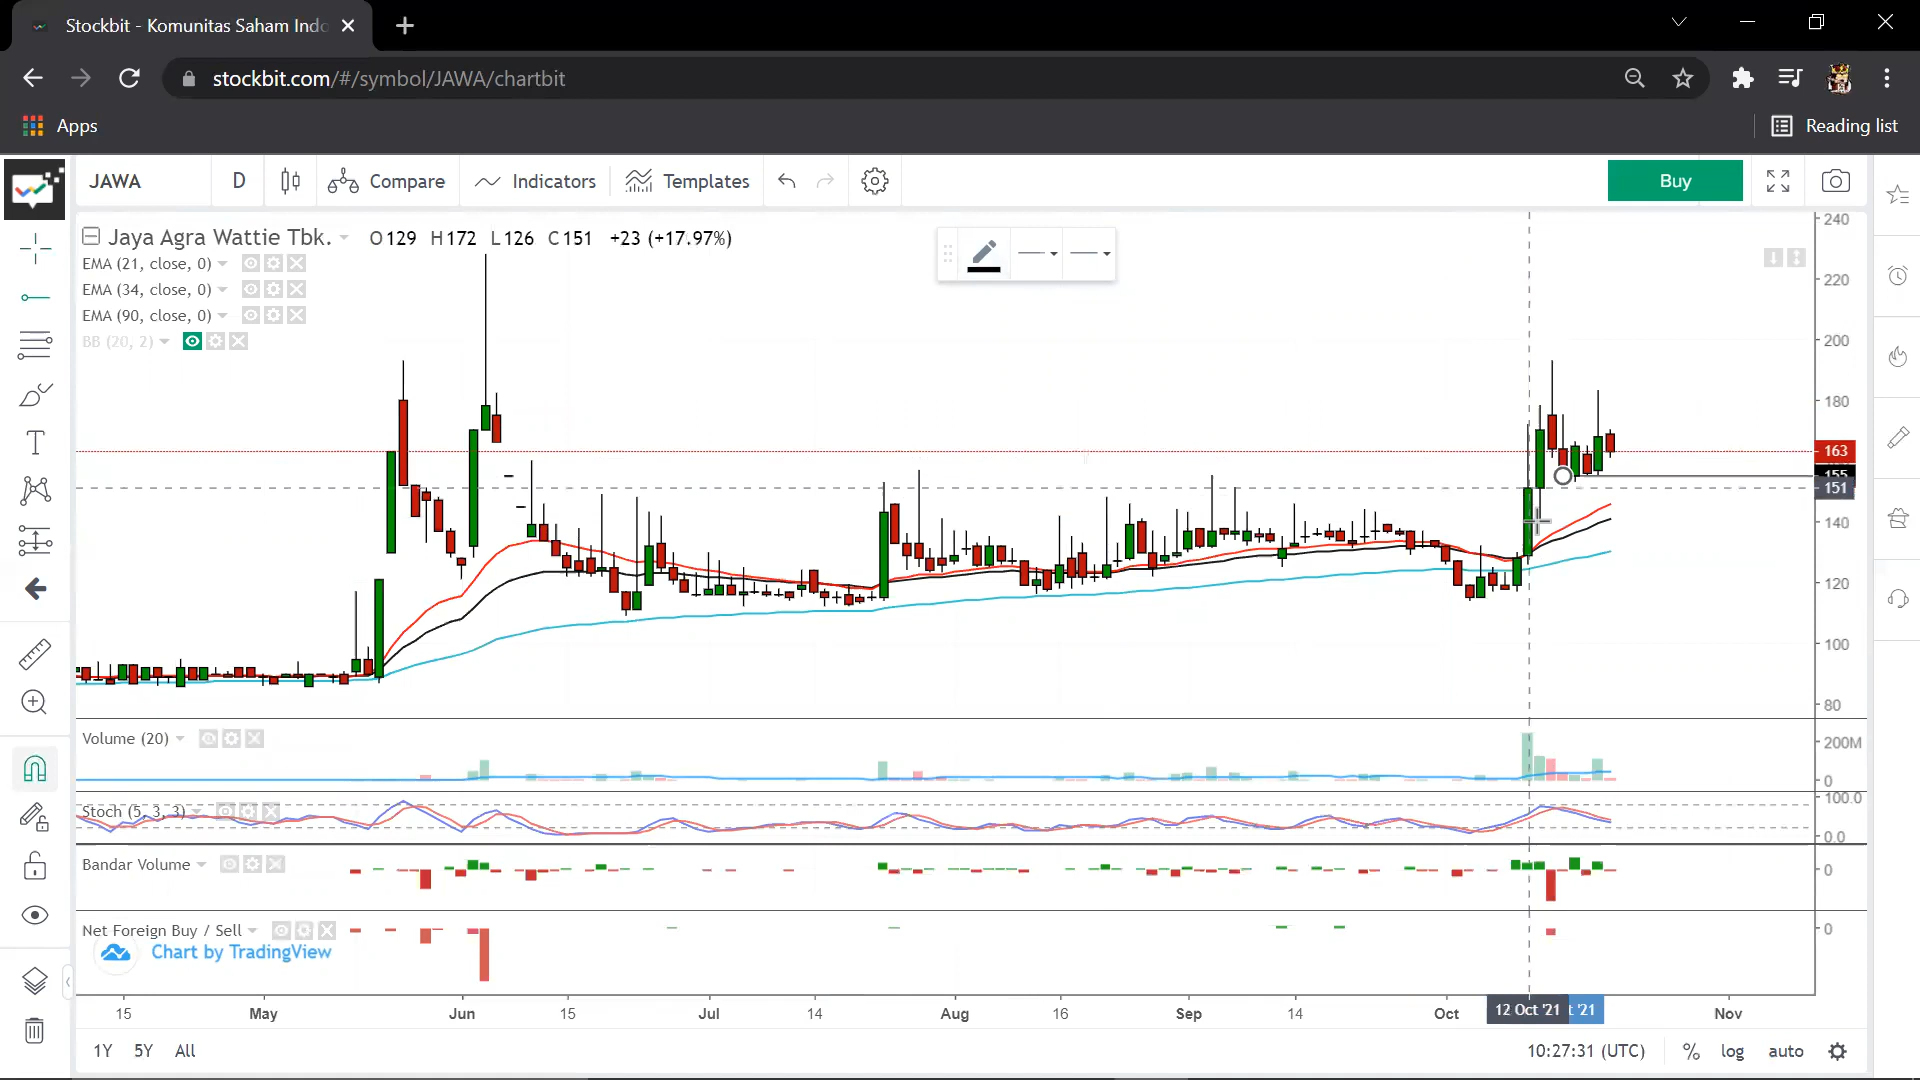 Stockbit - Komunitas Saham Indo
stockbit.com/#/symbol/JAWA/chartbit
Apps
Reading list
JAWA D Compare Indicators Templates Buy
Jaya Agra Wattie Tbk. O129 H172 L126 C151 +23 (+17.97%)
EMA (21, close, 0)
EMA (34, close, 0)
EMA (90, close, 0)
BB (20, 2)
240
220
200
180
163
155
151
140
120
100
80
Volume (20)
200M
0
Stoch (5, 3, 3)
100.0
0.0
Bandar Volume
0
Net Foreign Buy / Sell
0
Chart by TradingView
15 May Jun 15 Jul 14 Aug 16 Sep 14 Oct 12 Oct '21 t '21 Nov
1Y 5Y All 10:27:31 (UTC) % log auto